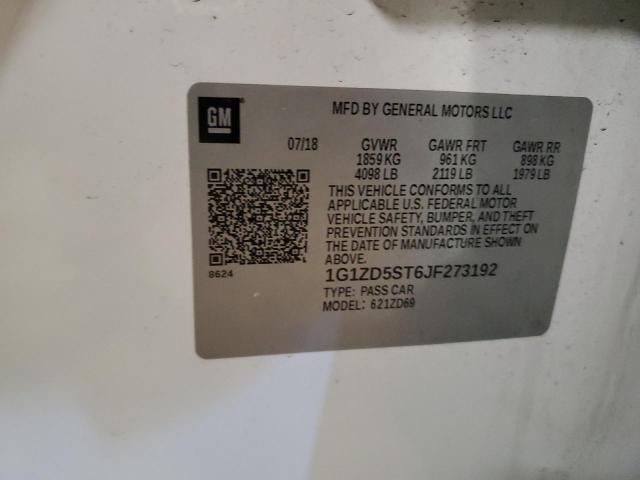 GM
MFD BY GENERAL MOTORS LLC
07/18 GVWR GAWR FRT GAWR RR
1859 KG 961 KG 898 KG
4098 LB 2119 LB 1979 LB
THIS VEHICLE CONFORMS TO ALL
APPLICABLE U.S. FEDERAL MOTOR
VEHICLE SAFETY, BUMPER, AND THEFT
PREVENTION STANDARDS IN EFFECT ON
THE DATE OF MANUFACTURE SHOWN
ABOVE.
8624
1G1ZD5ST6JF273192
TYPE: PASS CAR
MODEL: 621ZD69